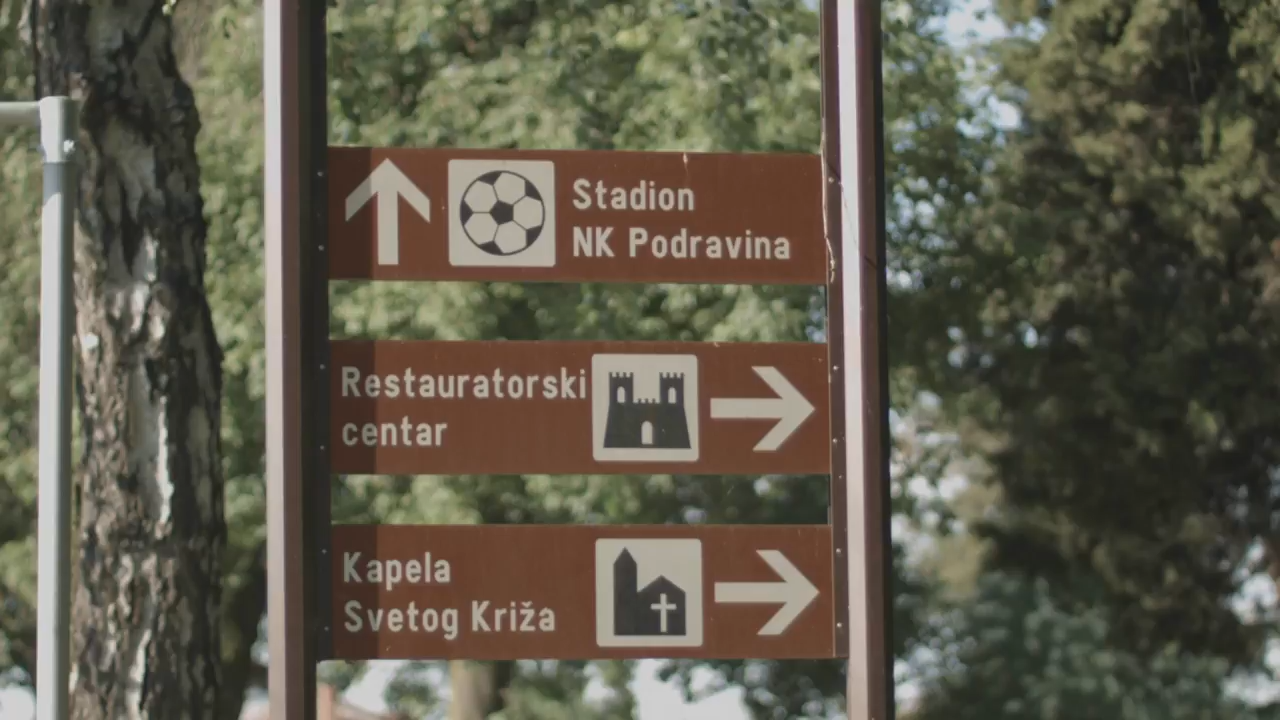 Stadion
NK Podravina
Restauratorski
centar
Kapela
Svetog Križa